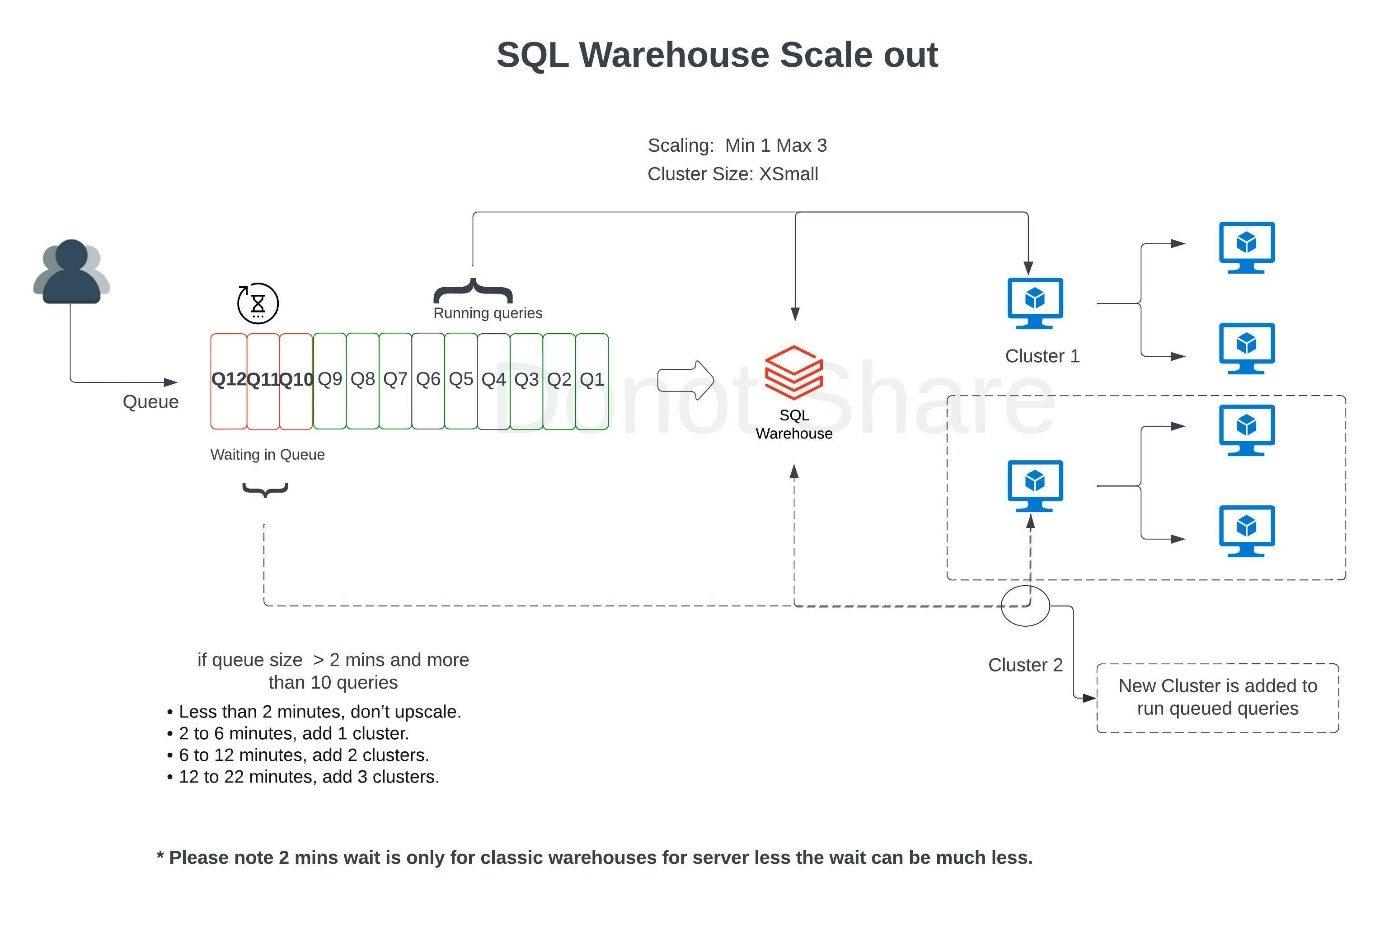 SQL Warehouse Scale out
Scaling:  Min 1 Max 3
Cluster Size: XSmall
Running queries
Q12 Q11 Q10 Q9 Q8 Q7 Q6 Q5 Q4 Q3 Q2 Q1
Queue
Waiting in Queue
Donot Share
SQL
Warehouse
Cluster 1
if queue size  > 2 mins and more
than 10 queries
• Less than 2 minutes, don’t upscale.
• 2 to 6 minutes, add 1 cluster.
• 6 to 12 minutes, add 2 clusters.
• 12 to 22 minutes, add 3 clusters.
Cluster 2
New Cluster is added to
run queued queries
* Please note 2 mins wait is only for classic warehouses for server less the wait can be much less.